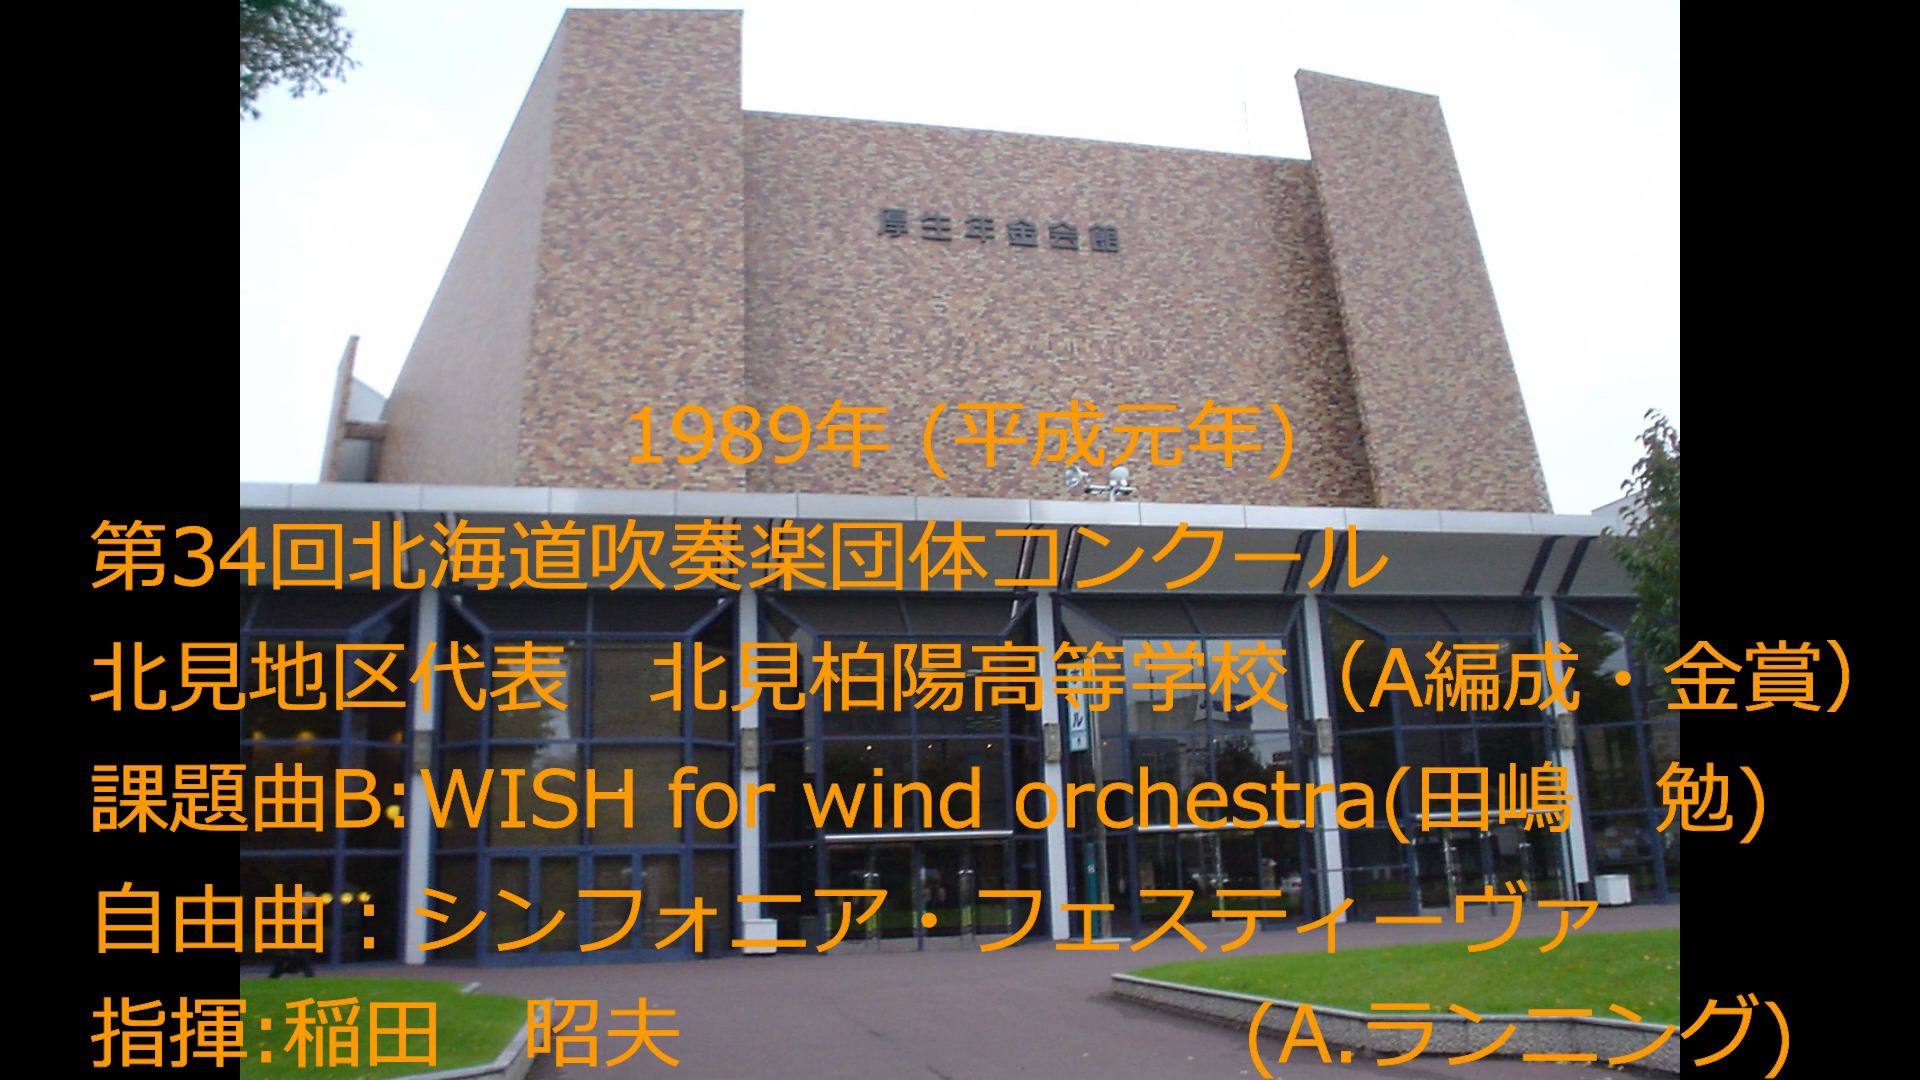 厚生年金会館
1989年 (平成元年)
第34回北海道吹奏楽団体コンクール
北見地区代表　北見柏陽高等学校（A編成・金賞）
課題曲B:WISH for wind orchestra(田嶋　勉)
自由曲：シンフォニア・フェスティーヴァ
指揮:稲田　昭夫 (A.ランニング)